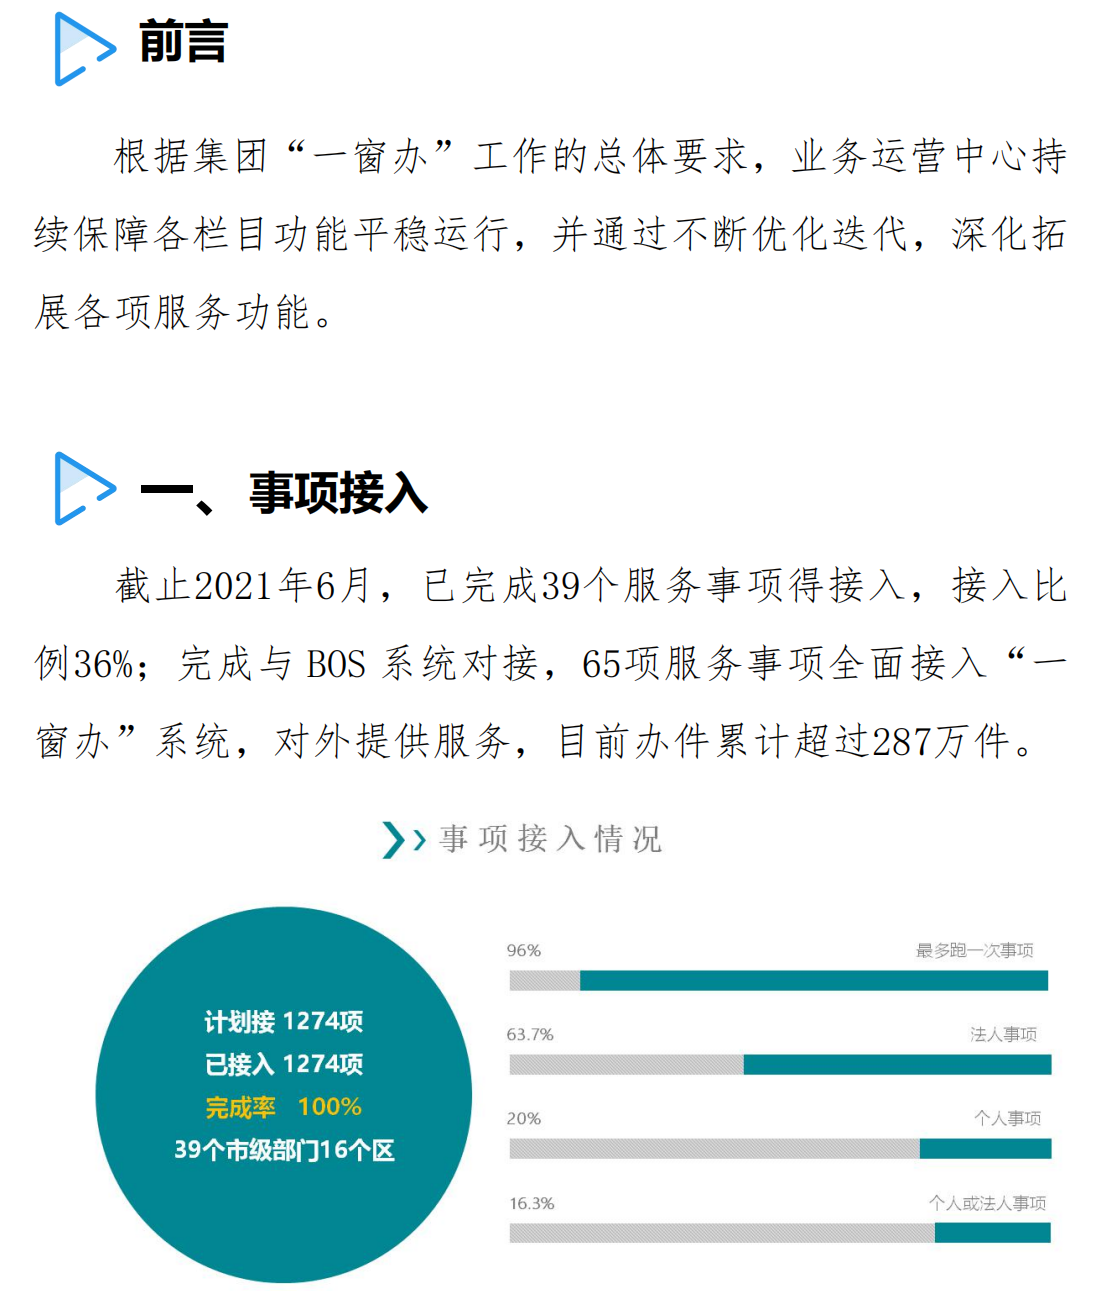 前言
根据集团“一窗办”工作的总体要求，业务运营中心持
续保障各栏目功能平稳运行，并通过不断优化迭代，深化拓
展各项服务功能。
一、事项接入
截止2021年6月，已完成39个服务事项得接入，接入比
例36%；完成与 BOS 系统对接，65项服务事项全面接入“一
窗办”系统，对外提供服务，目前办件累计超过287万件。
事项接入情况
计划接 1274项
已接入 1274项
完成率 100%
39个市级部门16个区
96% 最多跑一次事项
63.7% 法人事项
20% 个人事项
16.3% 个人或法人事项